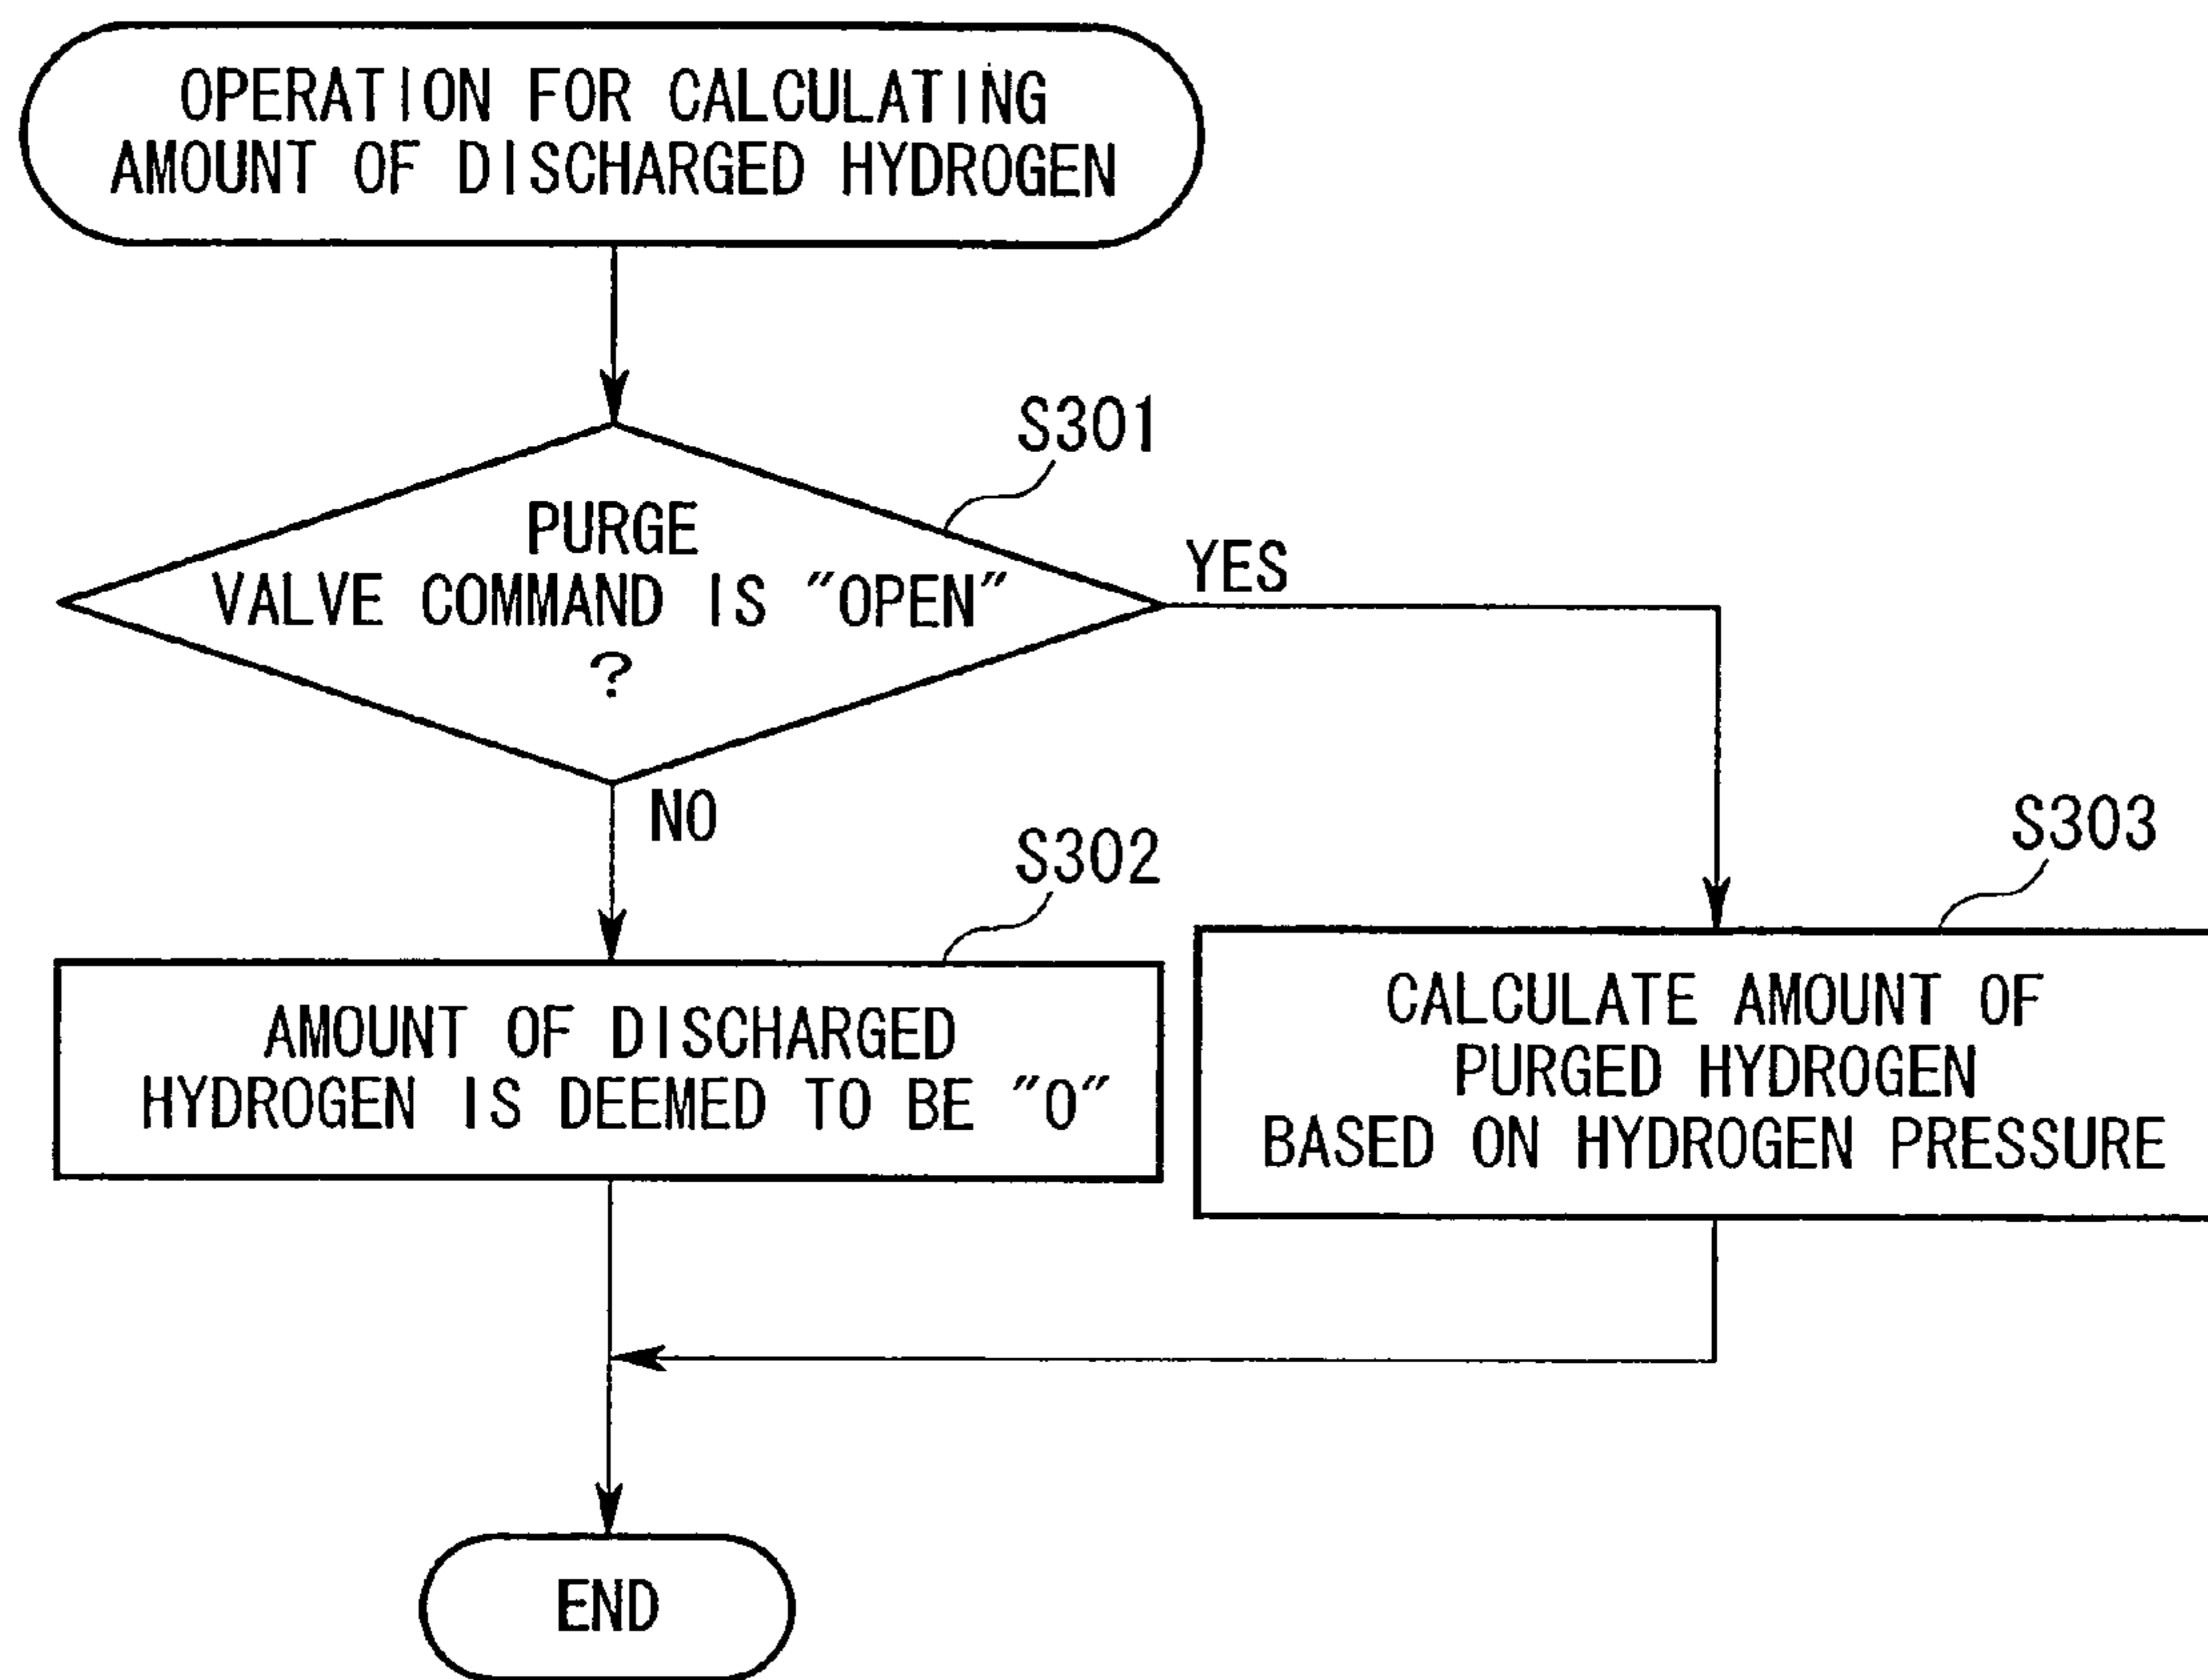 OPERATION FOR CALCULATING
AMOUNT OF DISCHARGED HYDROGEN
S301
PURGE
VALVE COMMAND IS "OPEN"
?
YES
NO
S302
AMOUNT OF DISCHARGED
HYDROGEN IS DEEMED TO BE "0"
S303
CALCULATE AMOUNT OF
PURGED HYDROGEN
BASED ON HYDROGEN PRESSURE
END